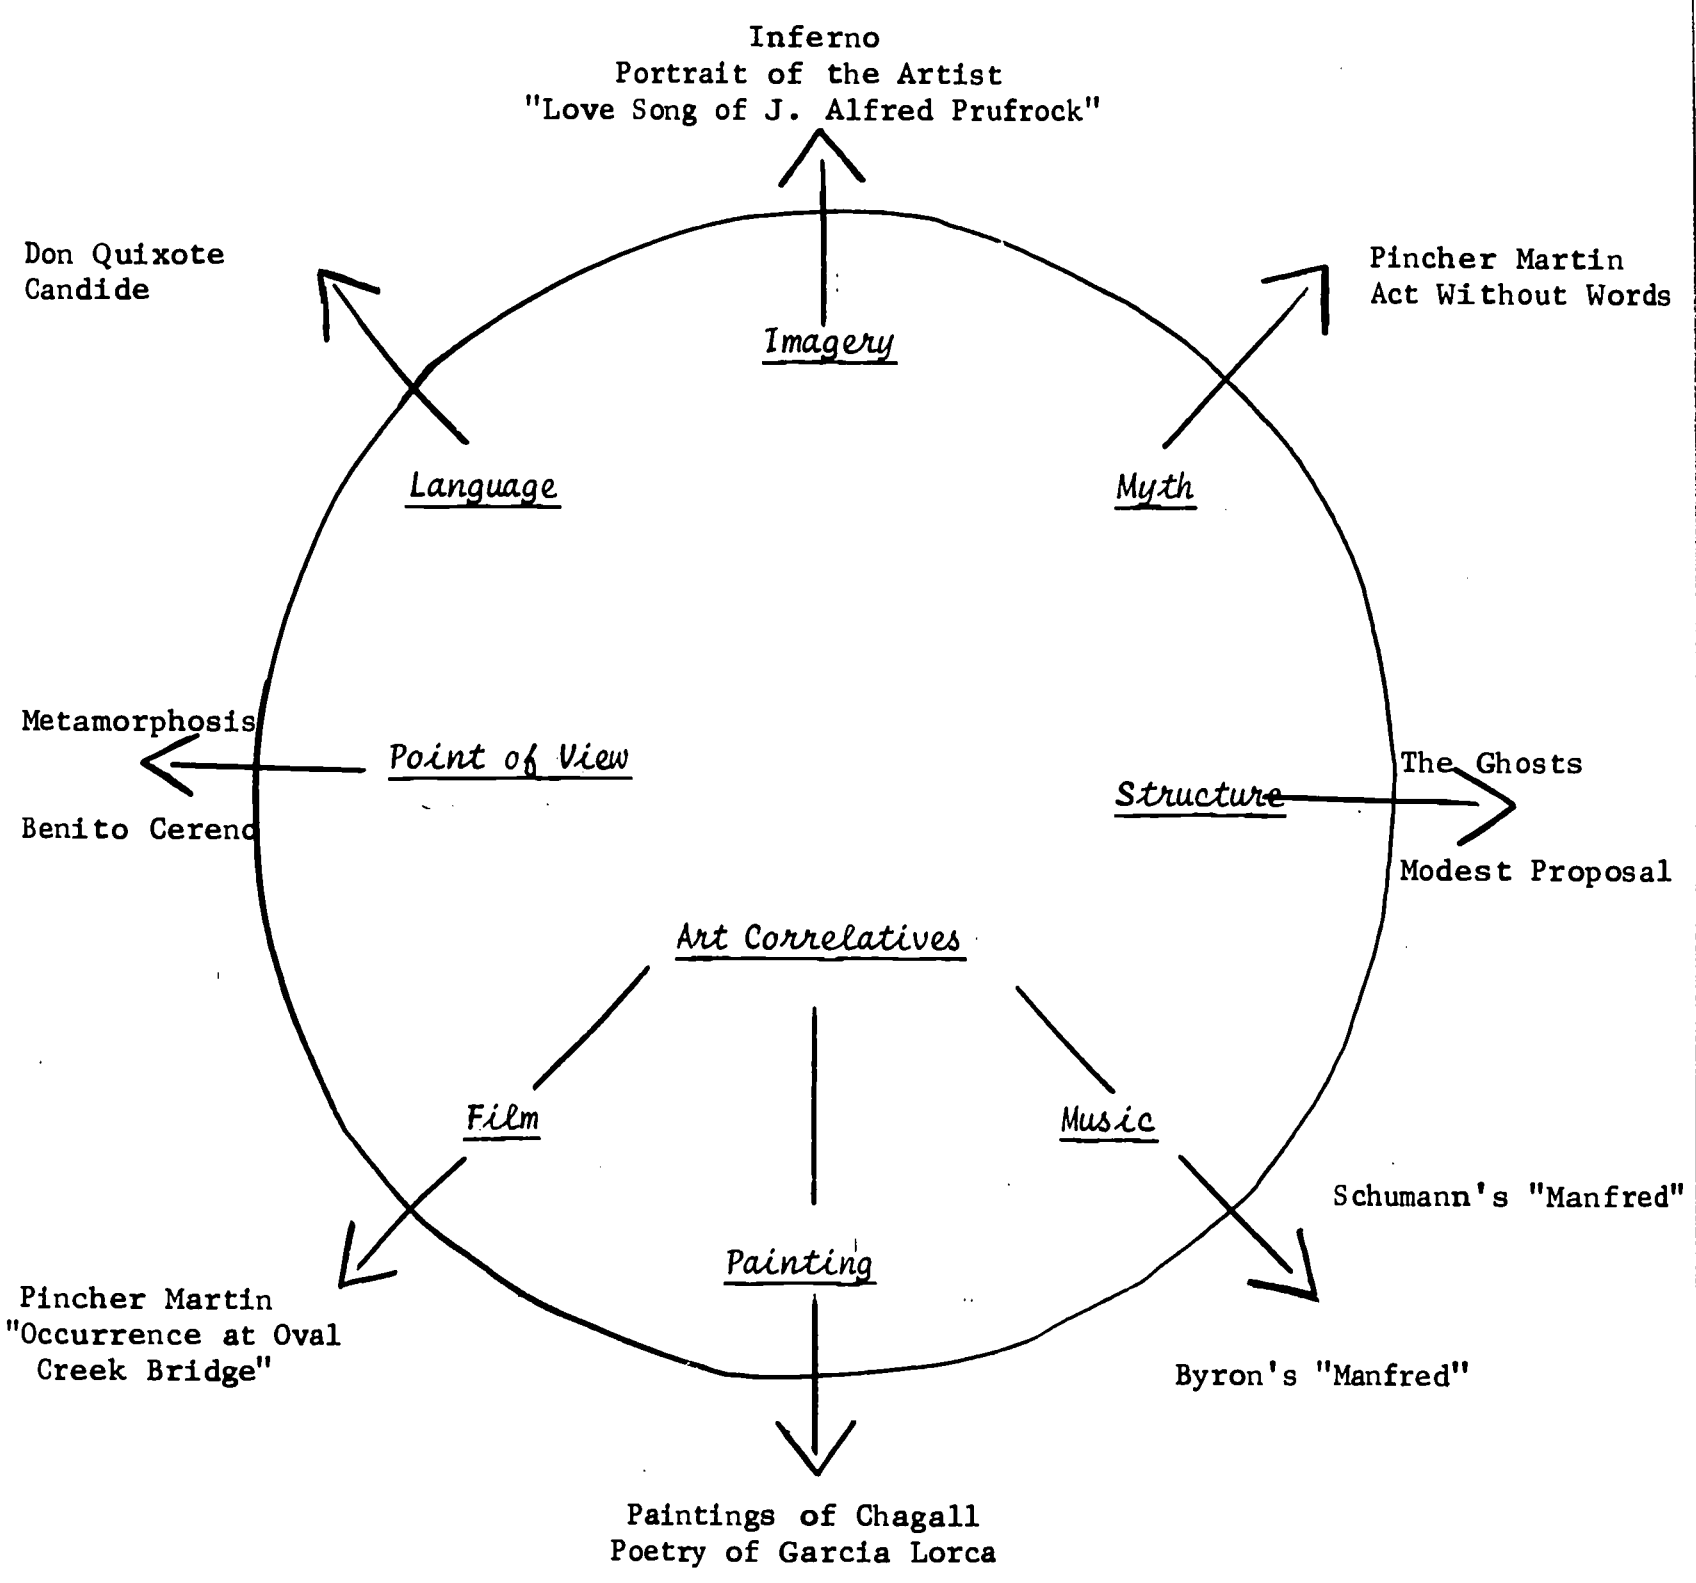 Inferno
Portrait of the Artist
"Love Song of J. Alfred Prufrock"
Don Quixote
Candide
Pincher Martin
Act Without Words
Imagery
Language
Myth
Metamorphosis
Point of View
Benito Cereno
The Ghosts
Structure
Modest Proposal
Art Correlatives
Film
Music
Painting
Schumann's "Manfred"
Byron's "Manfred"
Pincher Martin
"Occurrence at Oval
Creek Bridge"
Paintings of Chagall
Poetry of Garcia Lorca